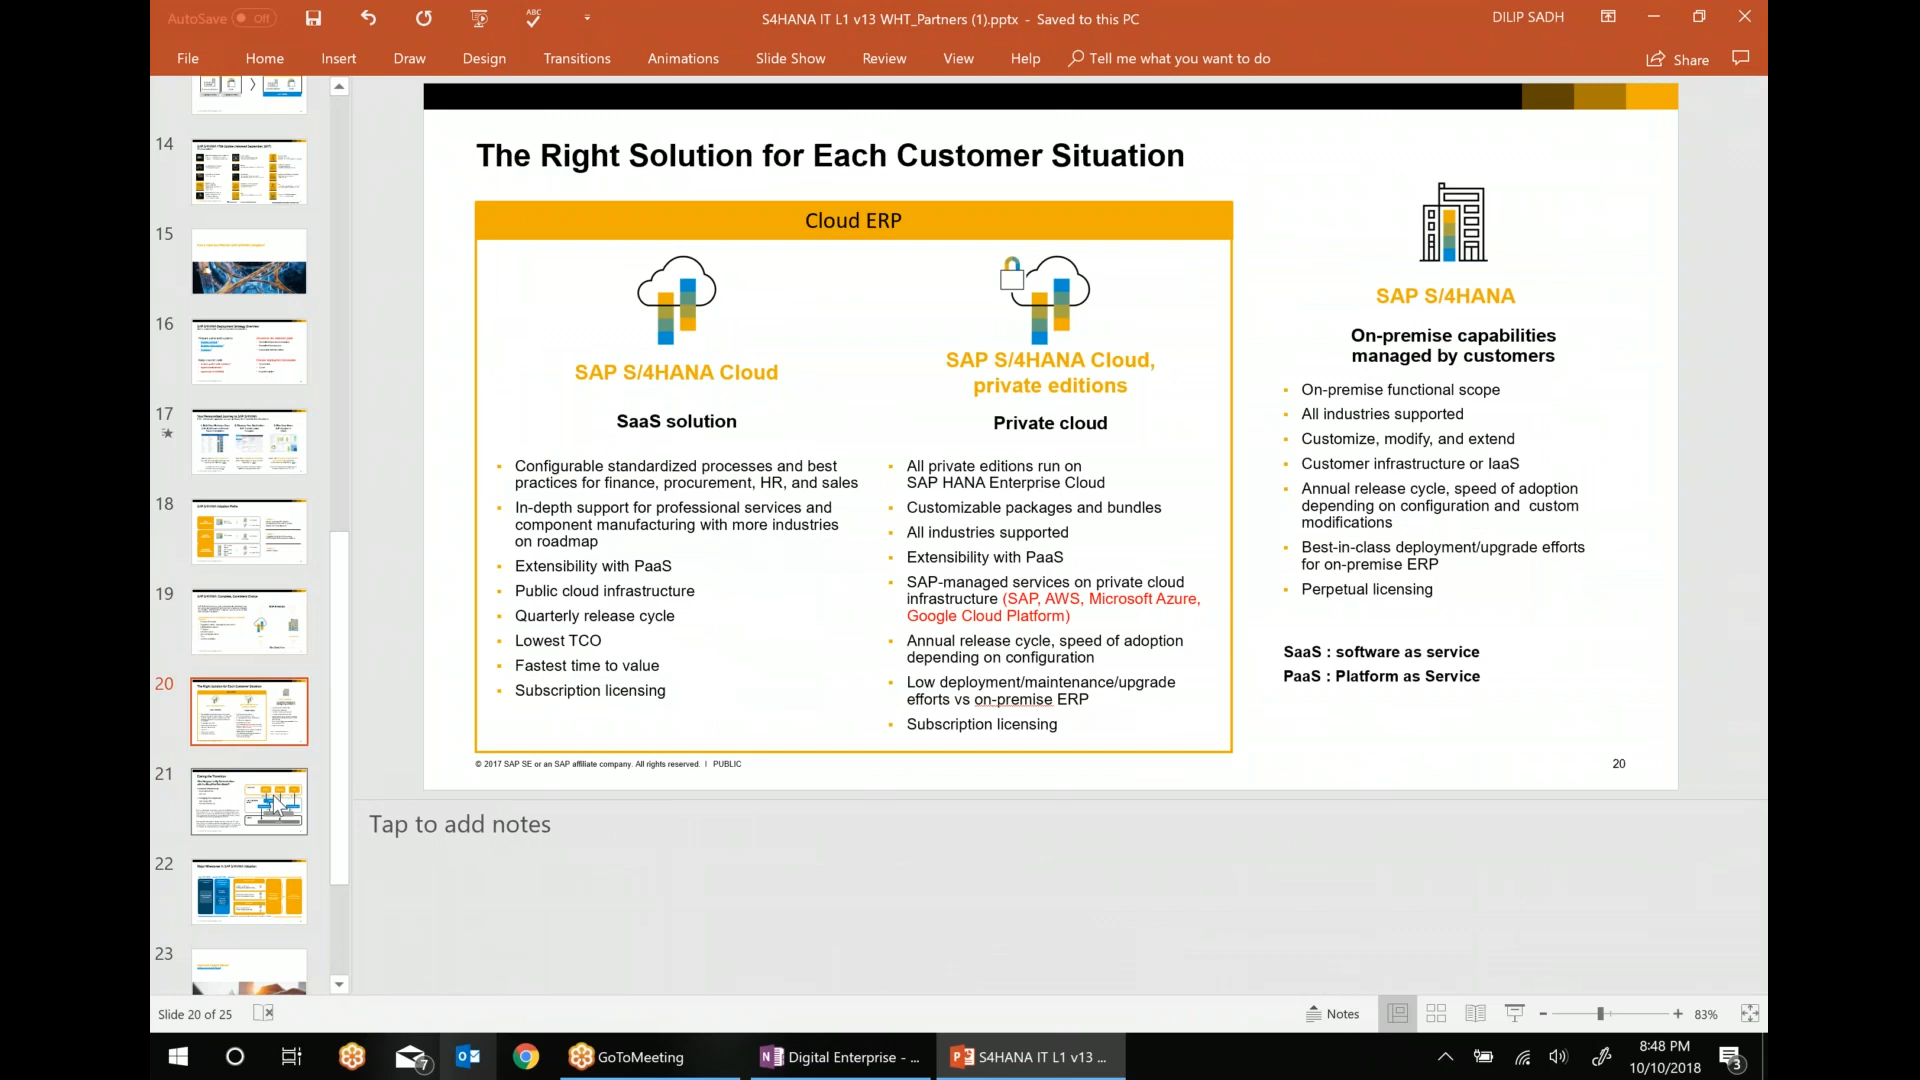 AutoSave Off
S4HANA IT L1 v13 WHT_Partners (1).pptx - Saved to this PC
DILIP SADH
File Home Insert Draw Design Transitions Animations Slide Show Review View Help Tell me what you want to do
Share
14
15
16
17
18
19
20
21
22
23
The Right Solution for Each Customer Situation
Cloud ERP
SAP S/4HANA Cloud
SaaS solution
Configurable standardized processes and best
practices for finance, procurement, HR, and sales
In-depth support for professional services and
component manufacturing with more industries
on roadmap
Extensibility with PaaS
Public cloud infrastructure
Quarterly release cycle
Lowest TCO
Fastest time to value
Subscription licensing
SAP S/4HANA Cloud,
private editions
Private cloud
All private editions run on
SAP HANA Enterprise Cloud
Customizable packages and bundles
All industries supported
Extensibility with PaaS
SAP-managed services on private cloud
infrastructure (SAP, AWS, Microsoft Azure,
Google Cloud Platform)
Annual release cycle, speed of adoption
depending on configuration
Low deployment/maintenance/upgrade
efforts vs on-premise ERP
Subscription licensing
SAP S/4HANA
On-premise capabilities
managed by customers
On-premise functional scope
All industries supported
Customize, modify, and extend
Customer infrastructure or IaaS
Annual release cycle, speed of adoption
depending on configuration and custom
modifications
Best-in-class deployment/upgrade efforts
for on-premise ERP
Perpetual licensing
SaaS : software as service
PaaS : Platform as Service
© 2017 SAP SE or an SAP affiliate company. All rights reserved. I PUBLIC
20
Tap to add notes
Slide 20 of 25
Notes
83%
7
GoToMeeting
Digital Enterprise - ...
S4HANA IT L1 v13 ...
8:48 PM
10/10/2018
3